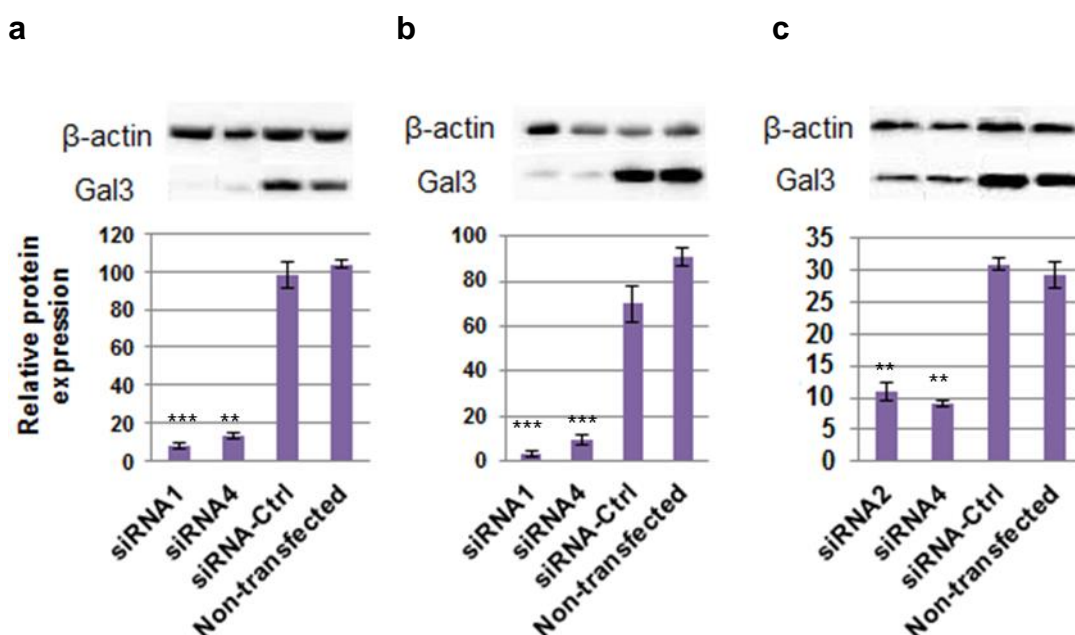 a
b
c
β-actin
Gal3
Relative protein
expression
120
100
80
60
40
20
0
***
**
siRNA1
siRNA4
siRNA-Ctrl
Non-transfected
β-actin
Gal3
100
80
60
40
20
0
***
***
siRNA1
siRNA4
siRNA-Ctrl
Non-transfected
β-actin
Gal3
35
30
25
20
15
10
5
0
**
**
siRNA2
siRNA4
siRNA-Ctrl
Non-transfected